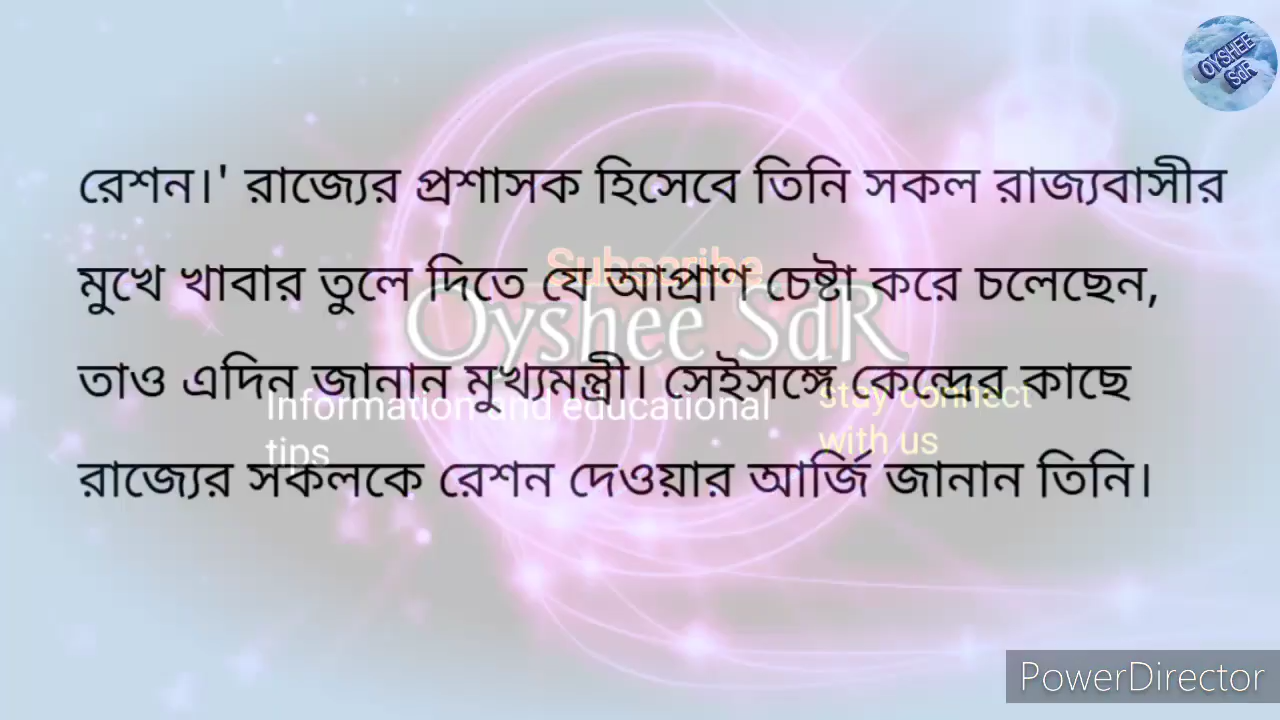 OYSHEE
SdR
রেশন।' রাজ্যের প্রশাসক হিসেবে তিনি সকল রাজ্যবাসীর
Subscribe
মুখে খাবার তুলে দিতে যে আপ্রাণ চেষ্টা করে চলেছেন,
Oyshee SdR
তাও এদিন জানান মুখ্যমন্ত্রী। সেইসঙ্গে কেন্দ্রের কাছে
Information and educational
tips
stay connect
with us
রাজ্যের সকলকে রেশন দেওয়ার আর্জি জানান তিনি।
PowerDirector